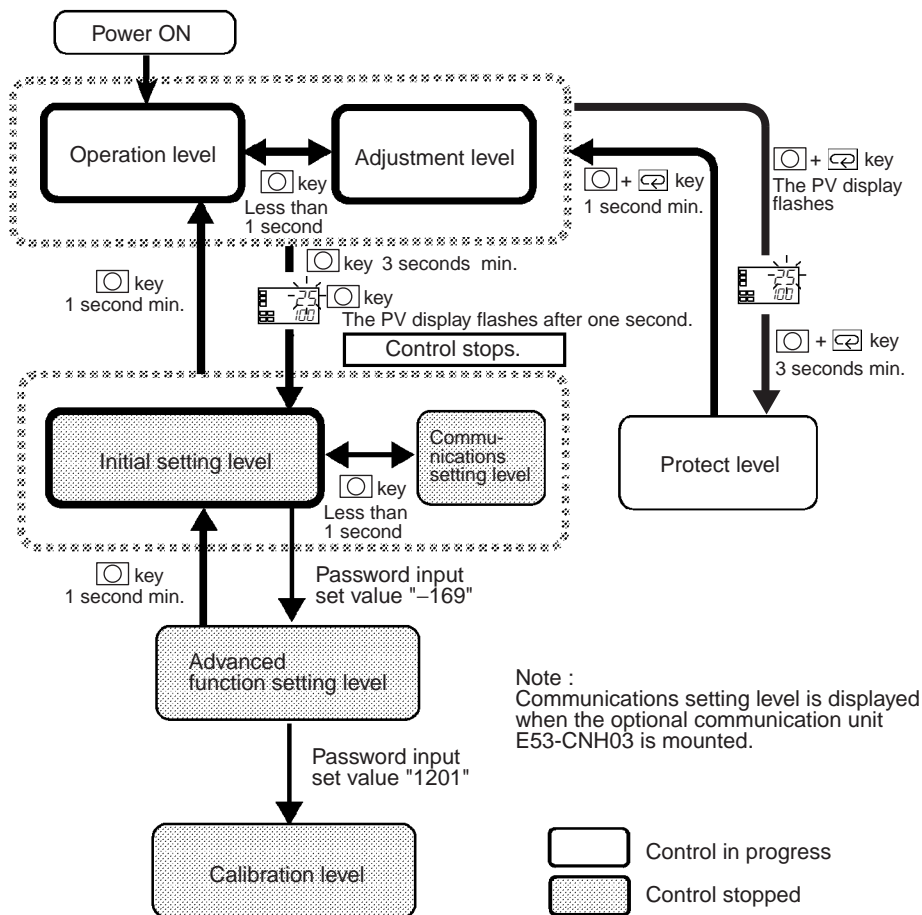 Power ON
Operation level
Adjustment level
key
Less than
1 second
+ key
1 second min.
+ key
The PV display
flashes
key
1 second min.
key 3 seconds min.
-25
100
key
The PV display flashes after one second.
Control stops.
-25
100
+ key
3 seconds min.
Initial setting level
Commu-
nications
setting level
key
Less than
1 second
Protect level
key
1 second min.
Password input
set value "–169"
Advanced
function setting level
Note :
Communications setting level is displayed
when the optional communication unit
E53-CNH03 is mounted.
Password input
set value "1201"
Calibration level
Control in progress
Control stopped